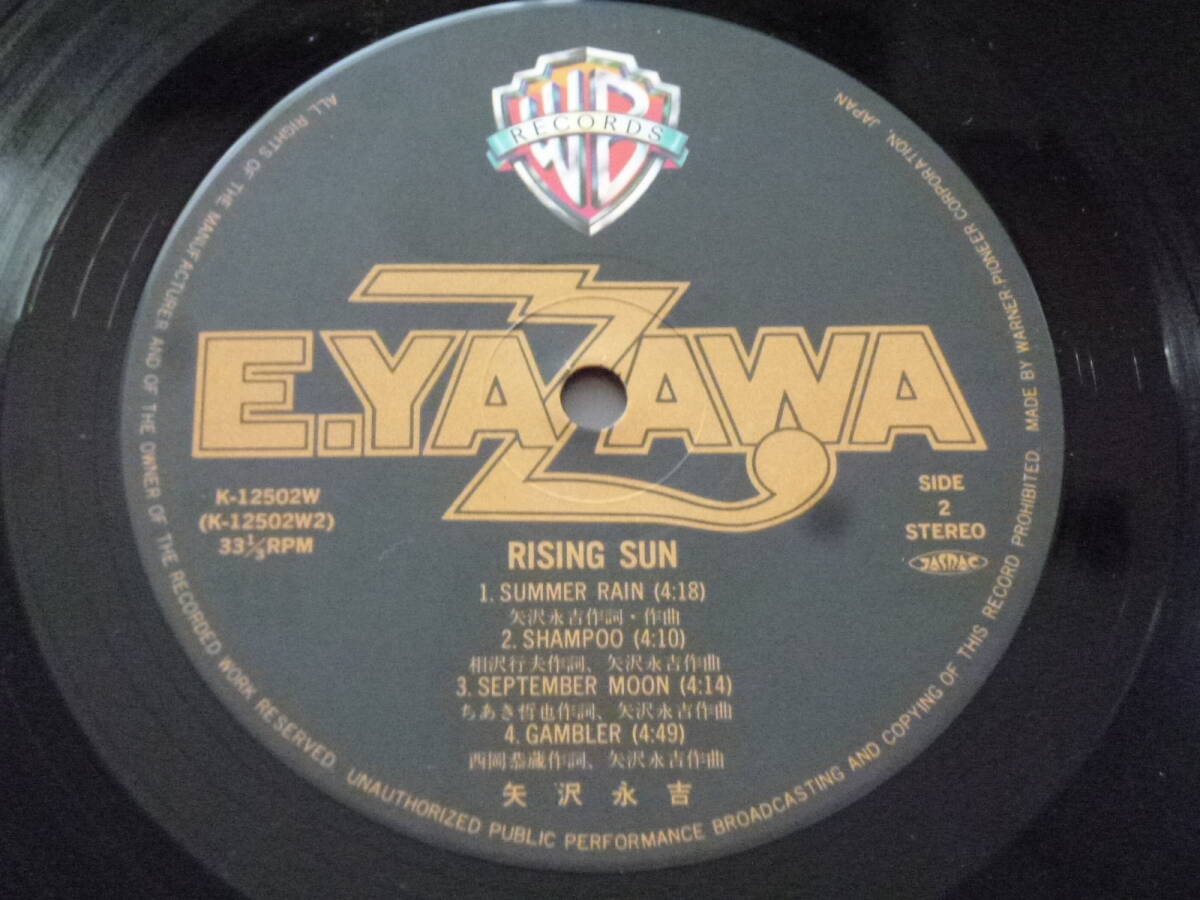 WB
RECORDS
E.YAZAWA
K-12502W
(K-12502W2)
33⅓RPM
SIDE
2
STEREO
JASRAC
RISING SUN
1. SUMMER RAIN (4:18)
矢沢永吉作詞・作曲
2. SHAMPOO (4:10)
相沢行夫作詞、矢沢永吉作曲
3. SEPTEMBER MOON (4:14)
ちあき哲也作詞、矢沢永吉作曲
4. GAMBLER (4:49)
西岡恭蔵作詞、矢沢永吉作曲
矢沢永吉
ALL RIGHTS OF THE MANUFACTURER AND OF THE OWNER OF THE RECORDED WORK RESERVED. UNAUTHORIZED PUBLIC PERFORMANCE BROADCASTING AND COPYING OF THIS RECORD PROHIBITED. MADE BY WARNER-PIONEER CORPORATION, JAPAN